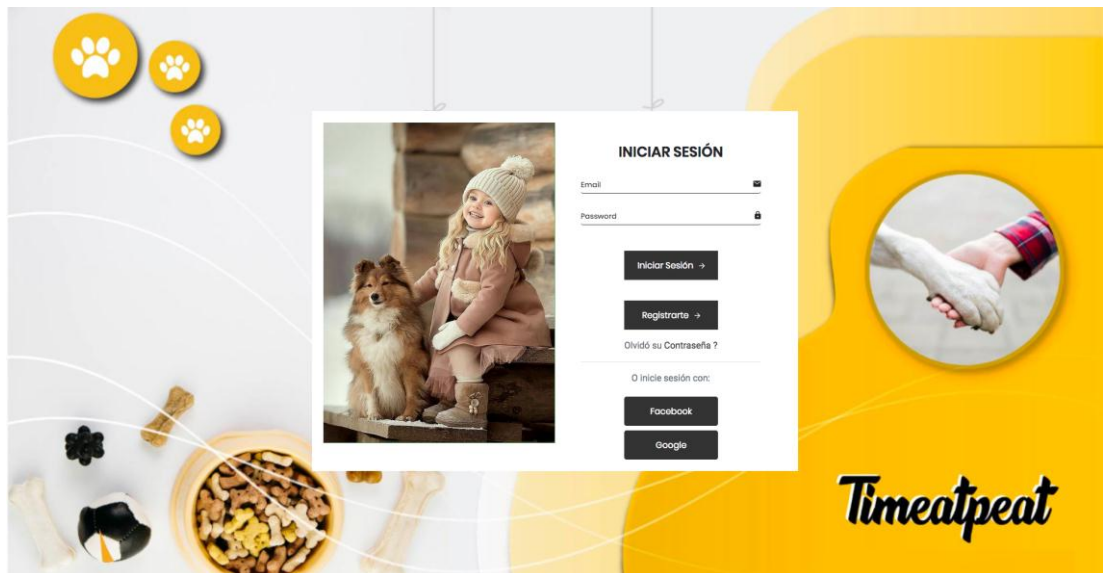 INICIAR SESIÓN
Email
Password
Iniciar Sesión →
Registrarte →
Olvidó su Contraseña ?
O inicie sesión con:
Facebook
Google
Timeatpeat